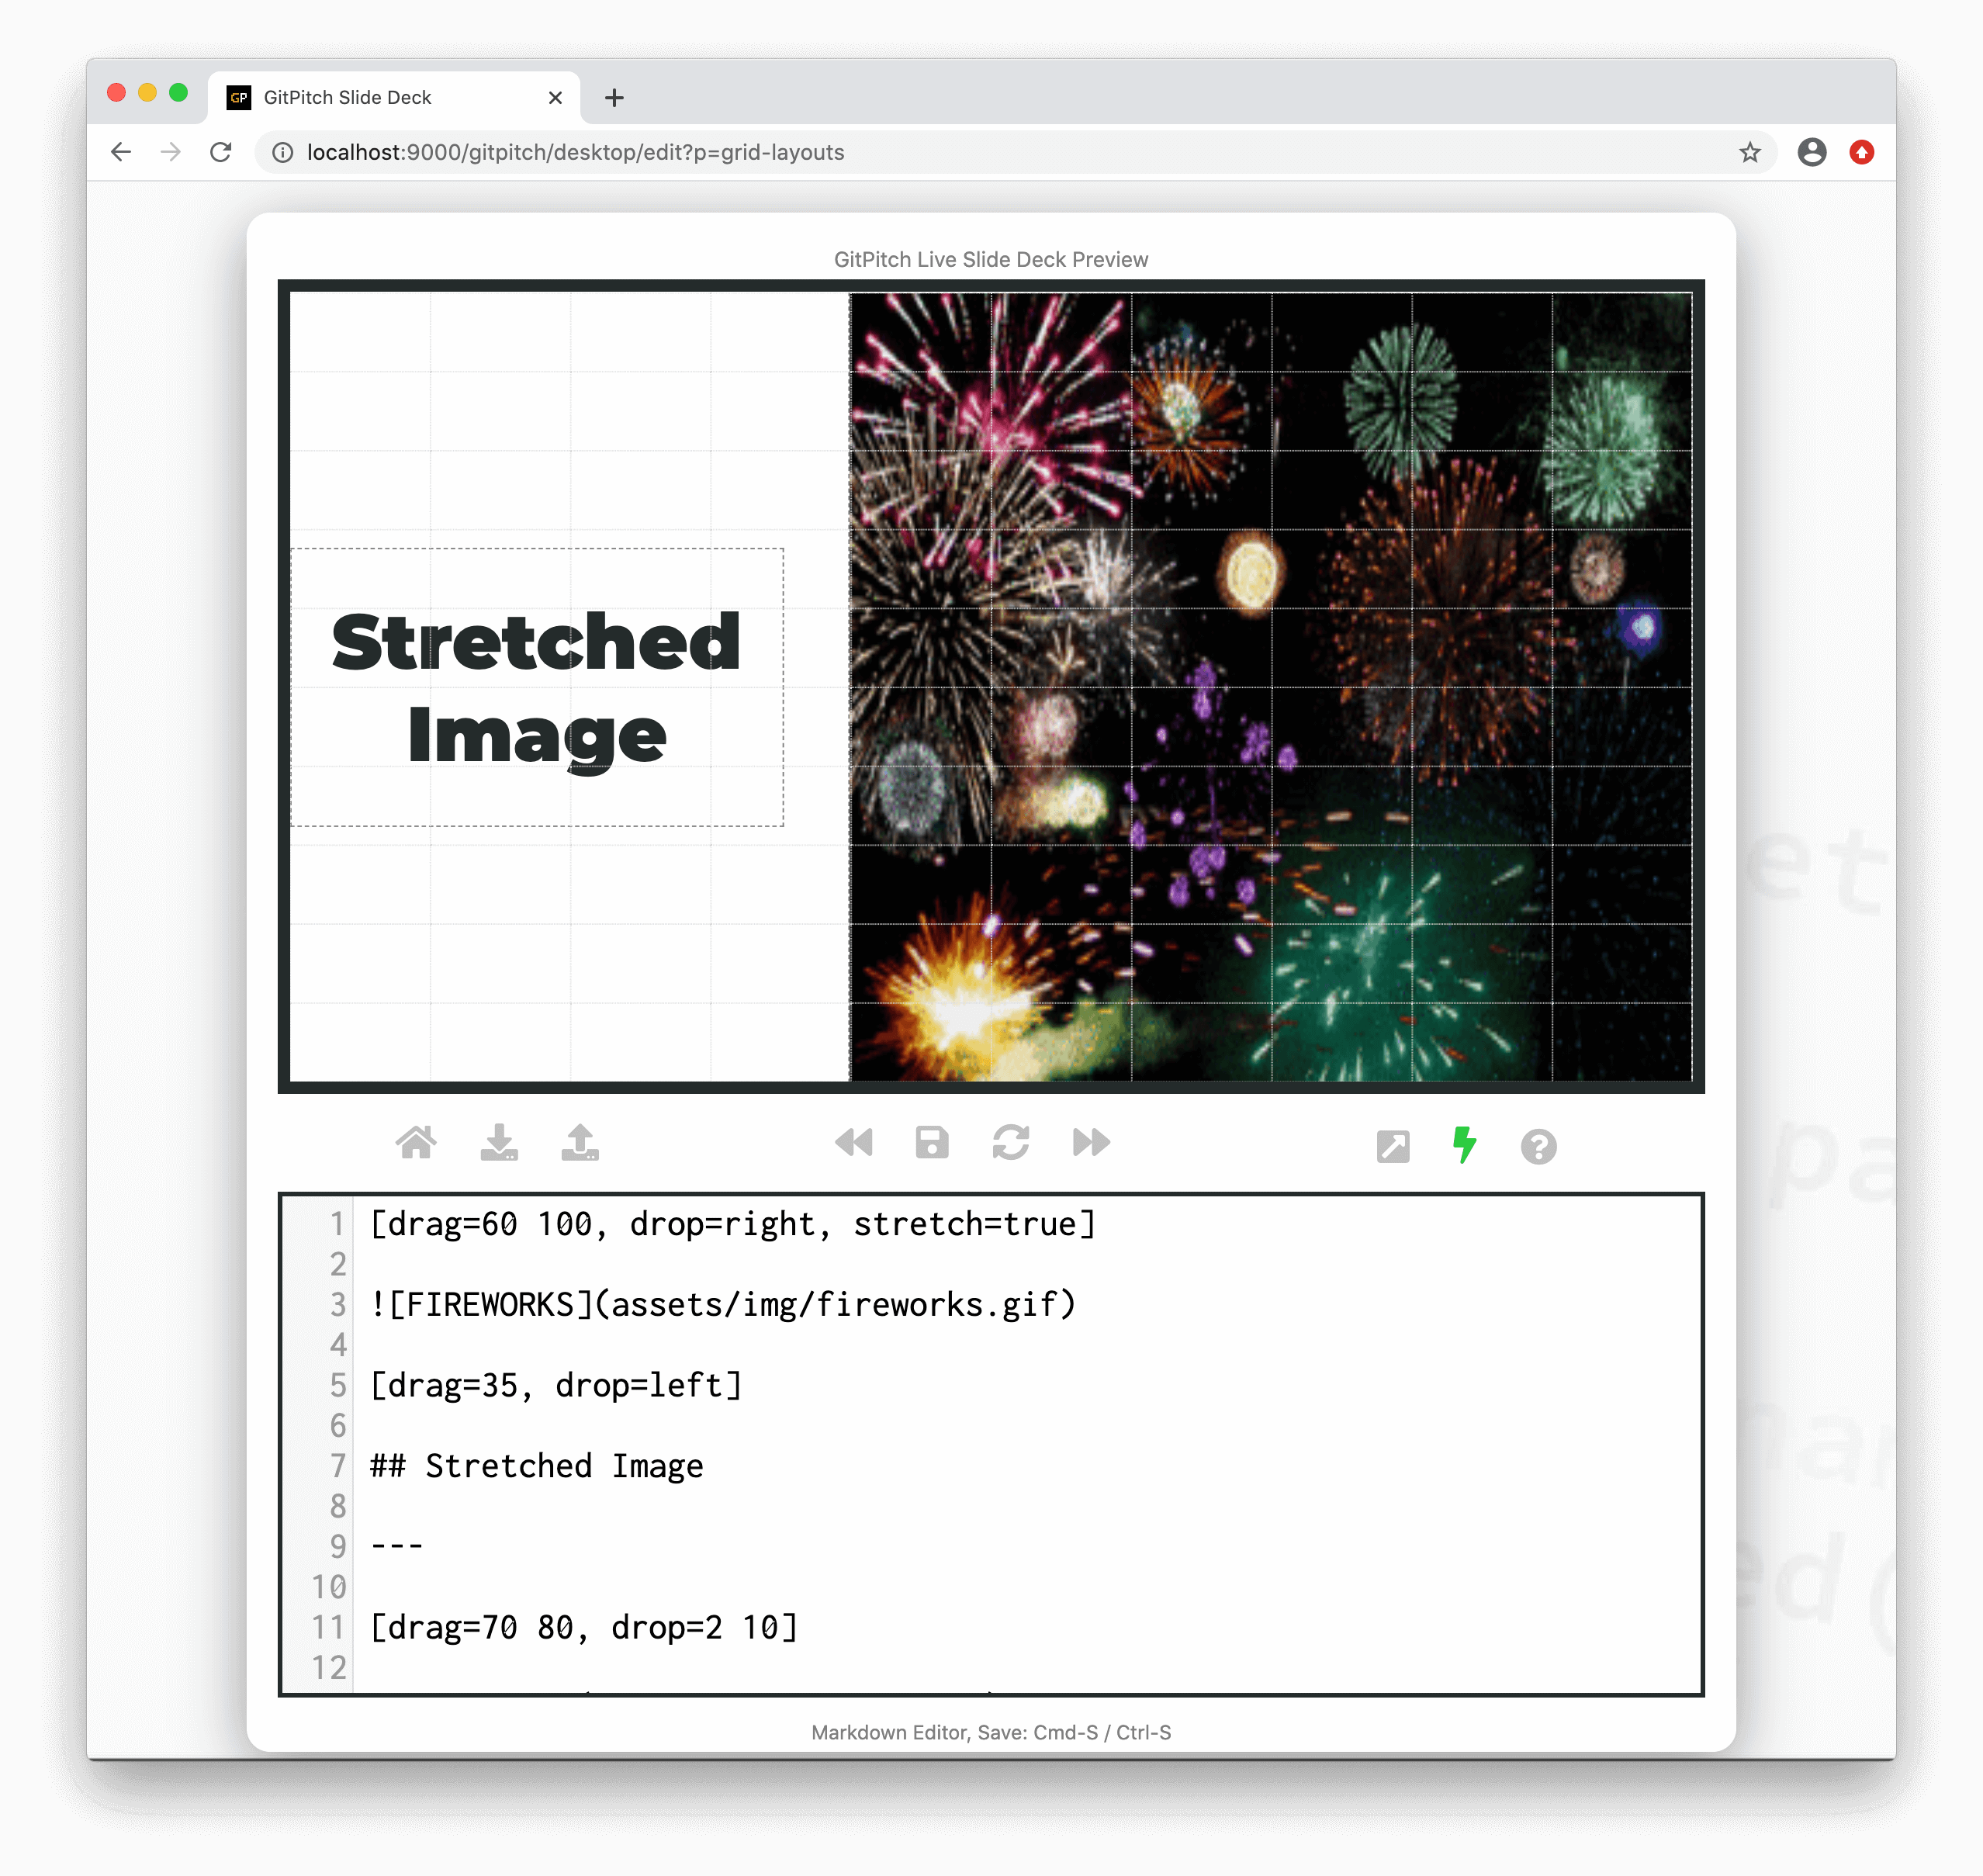 GP GitPitch Slide Deck
localhost:9000/gitpitch/desktop/edit?p=grid-layouts
GitPitch Live Slide Deck Preview
Stretched
Image
1 [drag=60 100, drop=right, stretch=true]
2
3 ![FIREWORKS](assets/img/fireworks.gif)
4
5 [drag=35, drop=left]
6
7 ## Stretched Image
8
9 ---
10
11 [drag=70 80, drop=2 10]
12
Markdown Editor, Save: Cmd-S / Ctrl-S